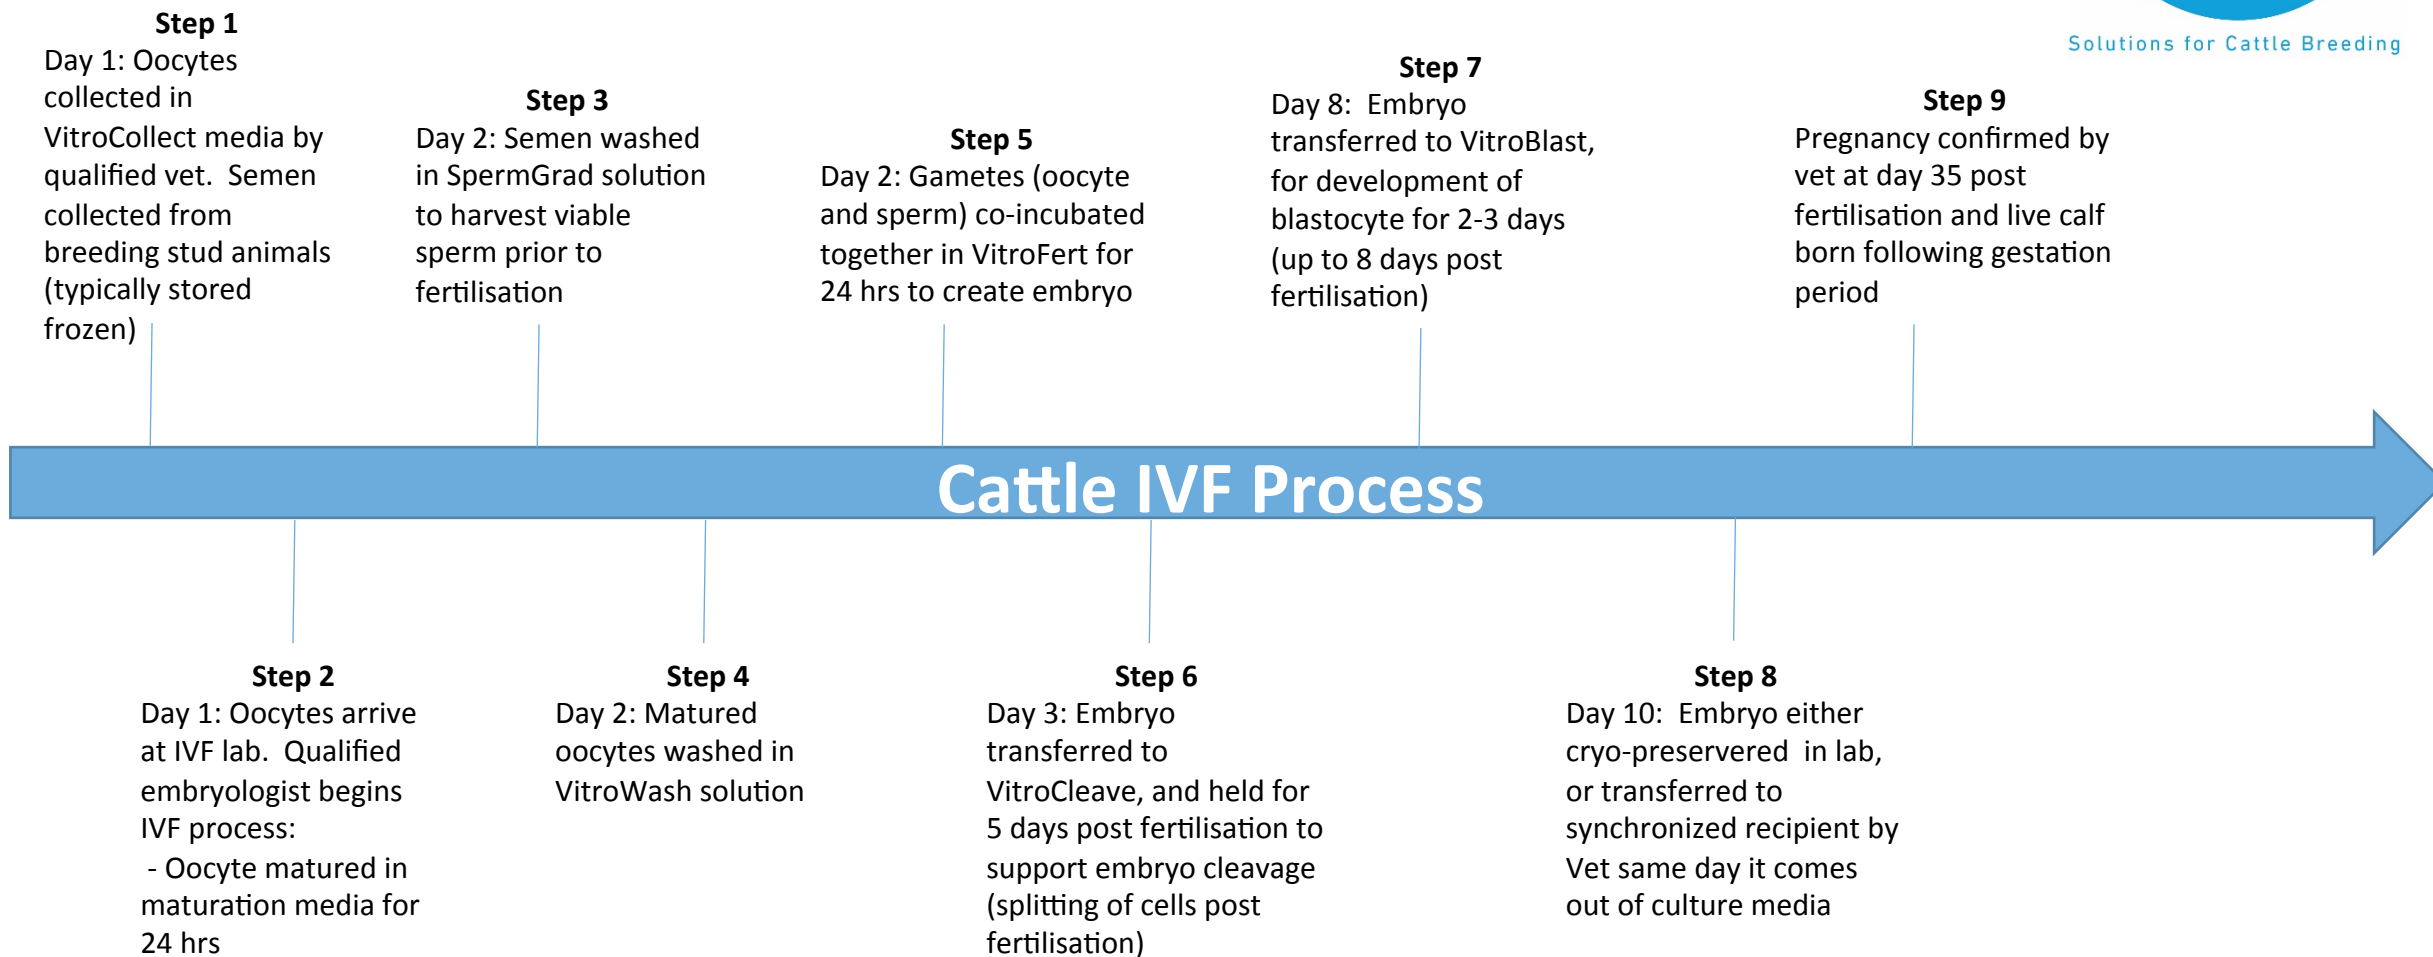 Solutions for Cattle Breeding
Step 1
Day 1: Oocytes
collected in
VitroCollect media by
qualified vet.  Semen
collected from
breeding stud animals
(typically stored
frozen)
Step 3
Day 2: Semen washed
in SpermGrad solution
to harvest viable
sperm prior to
fertilisation
Step 5
Day 2: Gametes (oocyte
and sperm) co-incubated
together in VitroFert for
24 hrs to create embryo
Step 7
Day 8:  Embryo
transferred to VitroBlast,
for development of
blastocyte for 2-3 days
(up to 8 days post
fertilisation)
Step 9
Pregnancy confirmed by
vet at day 35 post
fertilisation and live calf
born following gestation
period
Cattle IVF Process
Step 2
Day 1: Oocytes arrive
at IVF lab.  Qualified
embryologist begins
IVF process:
- Oocyte matured in
maturation media for
24 hrs
Step 4
Day 2: Matured
oocytes washed in
VitroWash solution
Step 6
Day 3: Embryo
transferred to
VitroCleave, and held for
5 days post fertilisation to
support embryo cleavage
(splitting of cells post
fertilisation)
Step 8
Day 10:  Embryo either
cryo-preservered  in lab,
or transferred to
synchronized recipient by
Vet same day it comes
out of culture media